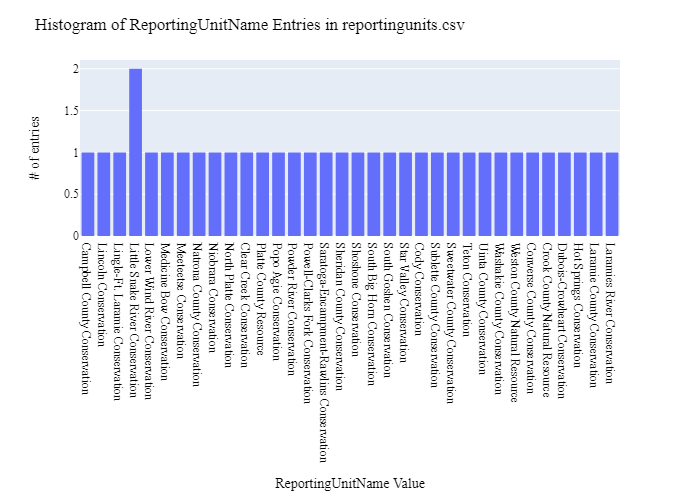 Histogram of ReportingUnitName Entries in reportingunits.csv
# of entries
2
1.5
1
0.5
0
Campbell County Conservation
Lincoln Conservation
Lingle-Ft. Laramie Conservation
Little Snake River Conservation
Lower Wind River Conservation
Medicine Bow Conservation
Meeteetse Conservation
Natrona County Conservation
Niobrara Conservation
North Platte Conservation
Clear Creek Conservation
Platte County Resource
Popo Agie Conservation
Powder River Conservation
Powell-Clarks Fork Conservation
Saratoga-Encampment-Rawlins Conservation
Sheridan County Conservation
Shoshone Conservation
South Big Horn Conservation
South Goshen Conservation
Star Valley Conservation
Cody Conservation
Sublette County Conservation
Sweetwater County Conservation
Teton Conservation
Uinta County Conservation
Washakie County Conservation
Weston County Natural Resource
Converse County Conservation
Crook County Natural Resource
Dubois-Crowheart Conservation
Hot Springs Conservation
Laramie County Conservation
Laramies River Conservation
ReportingUnitName Value